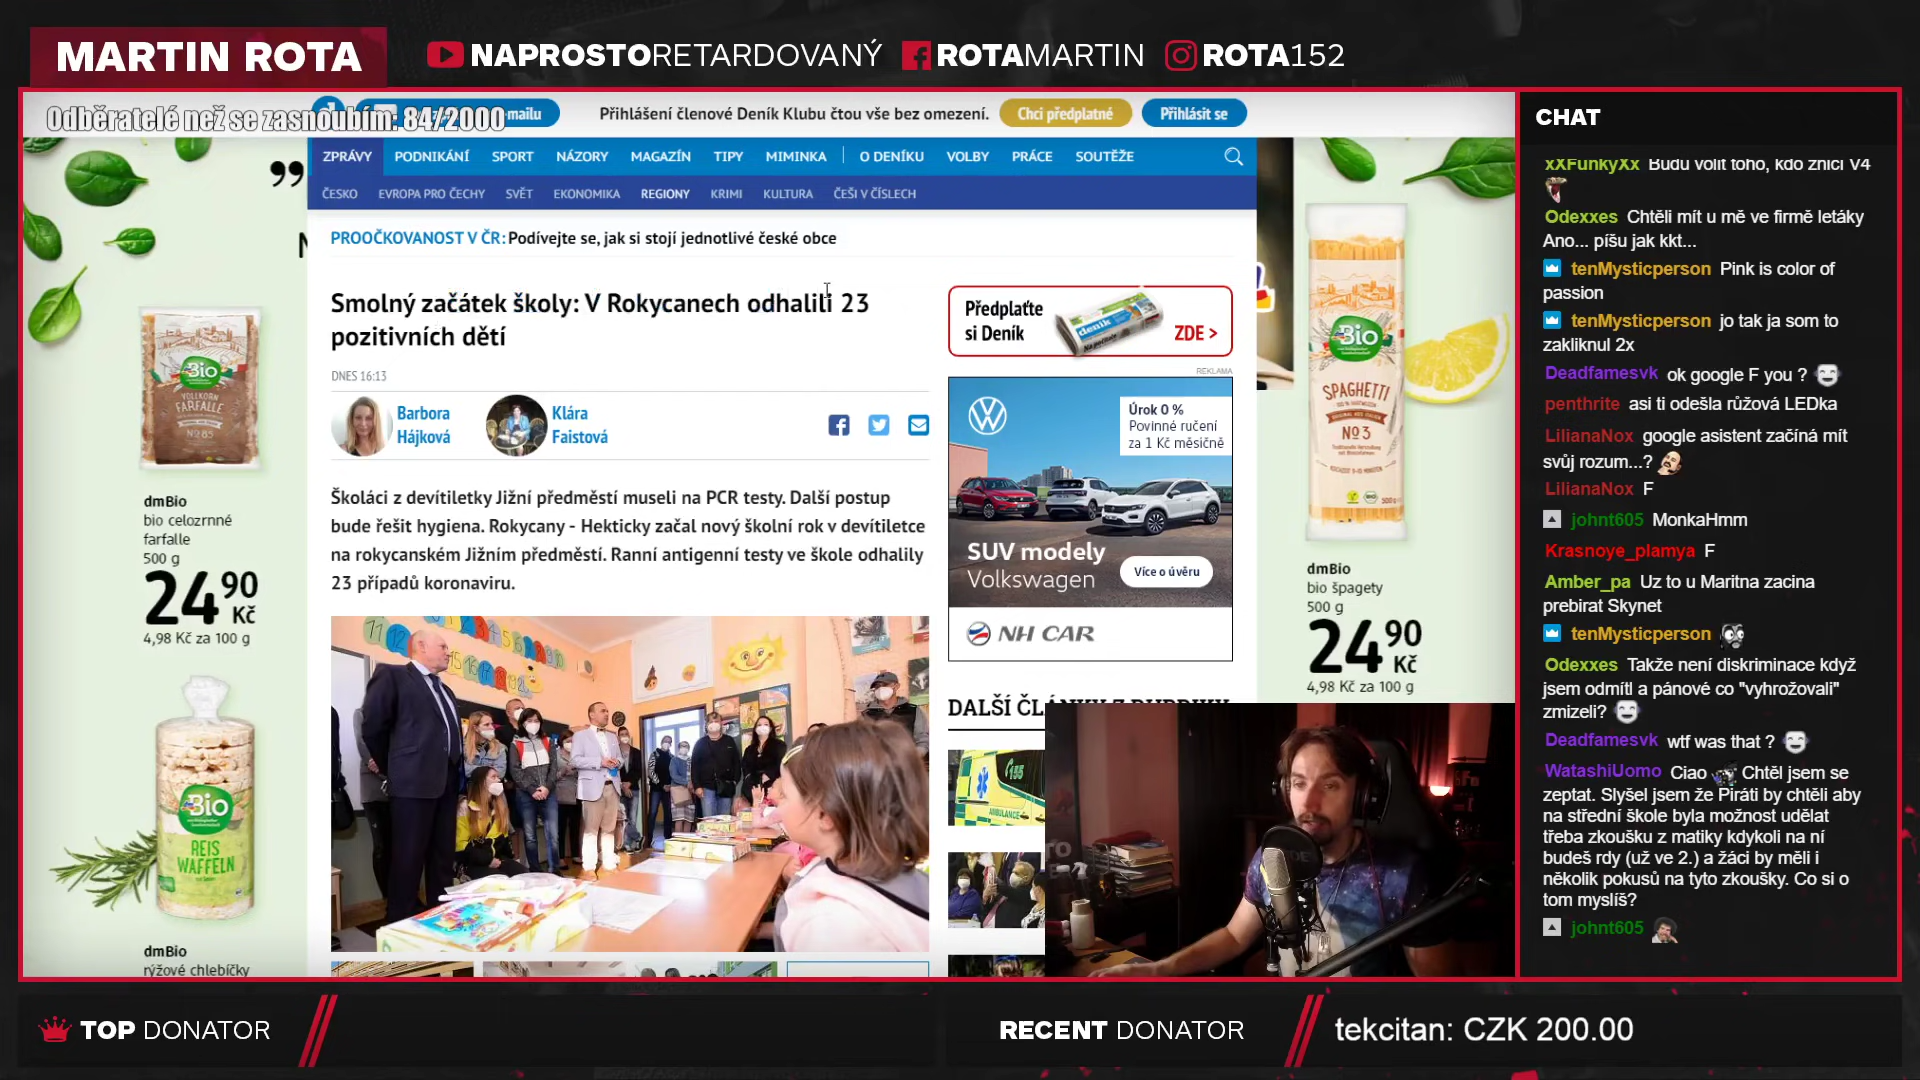 MARTIN ROTA
NAPROSTORETARDOVANÝ
ROTAMARTIN
ROTA152
Odběratelé než se zasnoubím: 84/2000
mailu
Přihlášení členové Deník Klubu čtou vše bez omezení.
Chci předplatné
Přihlásit se
ZPRÁVY PODNIKÁNÍ SPORT NÁZORY MAGAZÍN TIPY MIMINKA O DENÍKU VOLBY PRÁCE SOUTĚŽE
ČESKO EVROPA PRO ČECHY SVĚT EKONOMIKA REGIONY KRIMI KULTURA ČEŠI V ČÍSLECH
PROOČKOVANOST V ČR: Podívejte se, jak si stojí jednotlivé české obce
Smolný začátek školy: V Rokycanech odhalili 23
pozitivních dětí
DNES 16:13
Barbora
Hájková
Klára
Faistová
Školáci z devítiletky Jižní předměstí museli na PCR testy. Další postup
bude řešit hygiena. Rokycany - Hekticky začal nový školní rok v devítiletce
na rokycanském Jižním předměstí. Ranní antigenní testy ve škole odhalily
23 případů koronaviru.
Předplaťte
si Deník
deník
ZDE >
REKLAMA
Úrok 0 %
Povinné ručení
za 1 Kč měsíčně
SUV modely
Volkswagen
Více o úvěru
NH CAR
155
AMBULANCE
Bio
VOLLKORN
FARFALLE
dmBio
bio celozrnné
farfalle
500 g
24 90
Kč
4,98 Kč za 100 g
Bio
REIS
WAFFELN
dmBio
rýžové chlebíčky
Bio
SPAGHETTI
Nº3
dmBio
bio špagety
500 g
24 90
Kč
4,98 Kč za 100 g
CHAT
xXFunkyXx Budu volit toho, kdo zničí V4
Odexxes Chtěli mít u mě ve firmě letáky
Ano... píšu jak kkt...
tenMysticperson Pink is color of
passion
tenMysticperson jo tak ja som to
zakliknul 2x
Deadfamesvk ok google F you ?
penthrite asi ti odešla růžová LEDka
LilianaNox google asistent začíná mít
svůj rozum...?
LilianaNox F
johnt605 MonkaHmm
Krasnoye_plamya F
Amber_pa Uz to u Maritna zacina
prebirat Skynet
tenMysticperson
Odexxes Takže není diskriminace když
jsem odmítl a pánové co "vyhrožovali"
zmizeli?
Deadfamesvk wtf was that ?
WatashiUomo Ciao Chtěl jsem se
zeptat. Slyšel jsem že Piráti by chtěli aby
na střední škole byla možnost udělat
třeba zkoušku z matiky kdykoli na ní
budeš rdy (už ve 2.) a žáci by měli i
několik pokusů na tyto zkoušky. Co si o
tom myslíš?
johnt605
TOP DONATOR
RECENT DONATOR
tekcitan: CZK 200.00